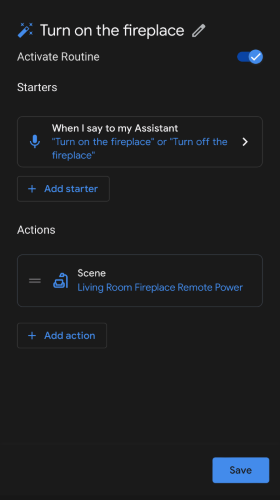 Turn on the fireplace
Activate Routine
Starters
When I say to my Assistant
"Turn on the fireplace" or "Turn off the
fireplace"
+ Add starter
Actions
Scene
Living Room Fireplace Remote Power
+ Add action
Save